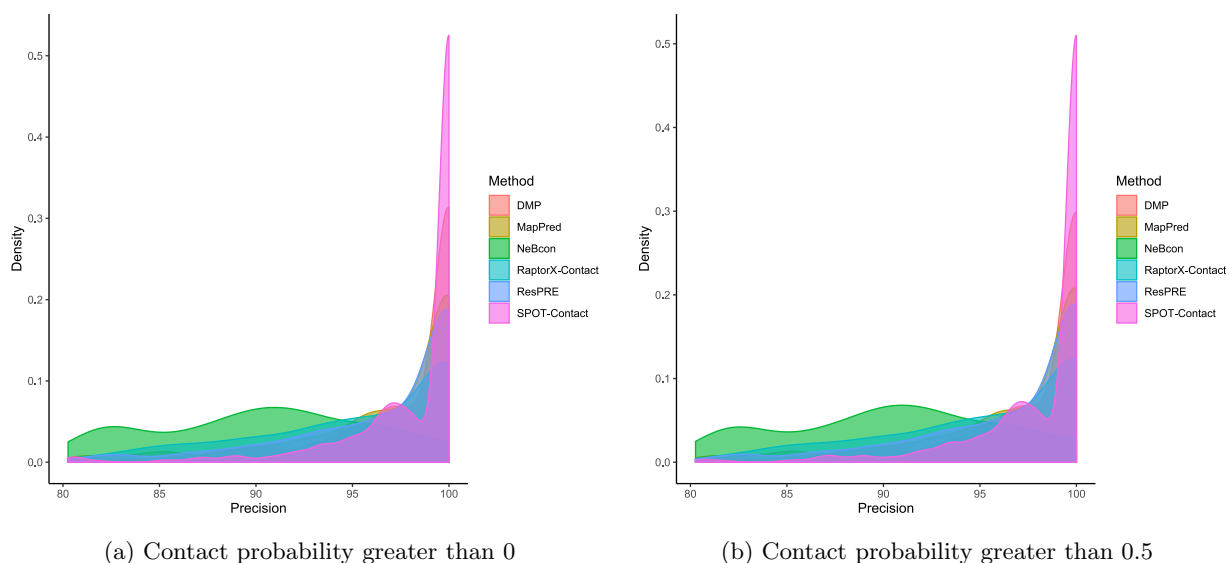 0.5
0.4
0.3
0.2
0.1
0.0
Density
80 85 90 95 100
Precision
Method
DMP
MapPred
NeBcon
RaptorX-Contact
ResPRE
SPOT-Contact
(a) Contact probability greater than 0
0.5
0.4
0.3
0.2
0.1
0.0
Density
80 85 90 95 100
Precision
Method
DMP
MapPred
NeBcon
RaptorX-Contact
ResPRE
SPOT-Contact
(b) Contact probability greater than 0.5